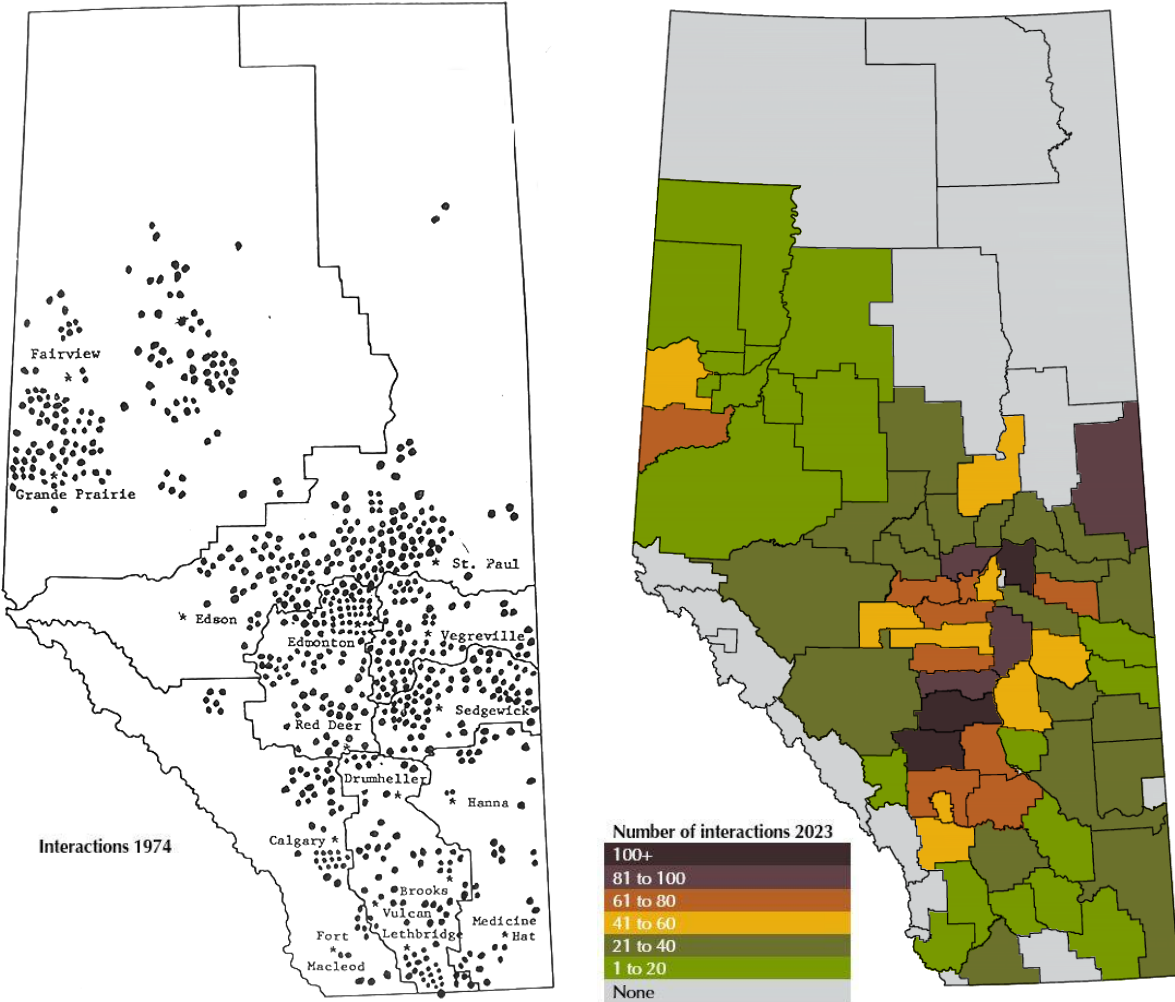 Fairview
Grande Prairie
St. Paul
Edson
Edmonton
Vegreville
Sedgewick
Red Deer
Drumheller
Hanna
Interactions 1974
Calgary
Brooks
Vulcan
Medicine
Hat
Fort
Macleod
Lethbridge
Number of interactions 2023
100+
81 to 100
61 to 80
41 to 60
21 to 40
1 to 20
None